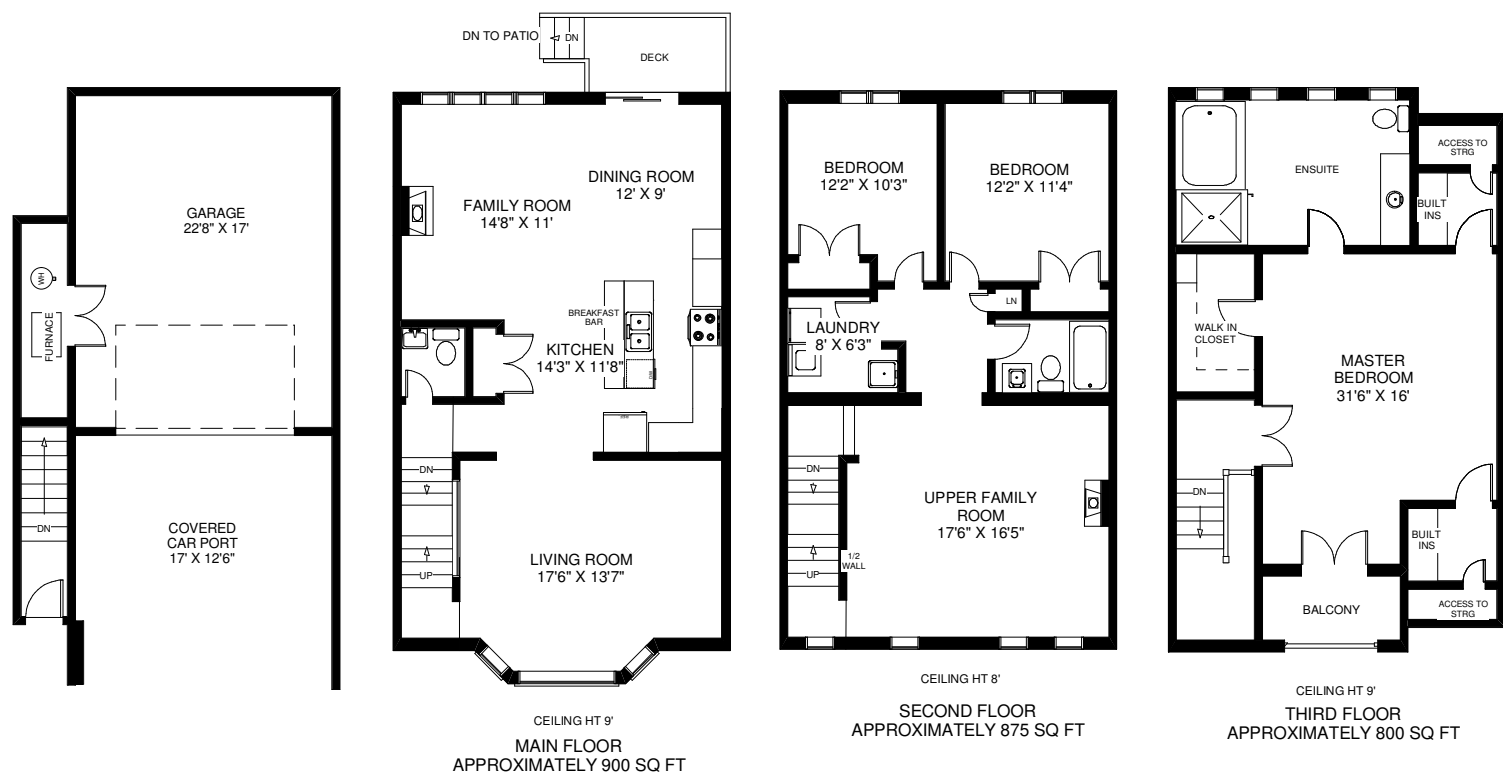 GARAGE
22'8" X 17'
WH
FURNACE
DN
COVERED
CAR PORT
17' X 12'6"
DN TO PATIO
DN
DECK
DINING ROOM
12' X 9'
FAMILY ROOM
14'8" X 11'
BREAKFAST
BAR
KITCHEN
14'3" X 11'8"
DN
UP
LIVING ROOM
17'6" X 13'7"
CEILING HT 9'
MAIN FLOOR
APPROXIMATELY 900 SQ FT
BEDROOM
12'2" X 10'3"
BEDROOM
12'2" X 11'4"
LN
LAUNDRY
8' X 6'3"
DN
UP
1/2
WALL
UPPER FAMILY
ROOM
17'6" X 16'5"
CEILING HT 8'
SECOND FLOOR
APPROXIMATELY 875 SQ FT
ENSUITE
ACCESS TO
STRG
BUILT
INS
WALK IN
CLOSET
MASTER
BEDROOM
31'6" X 16'
DN
BUILT
INS
BALCONY
ACCESS TO
STRG
CEILING HT 9'
THIRD FLOOR
APPROXIMATELY 800 SQ FT